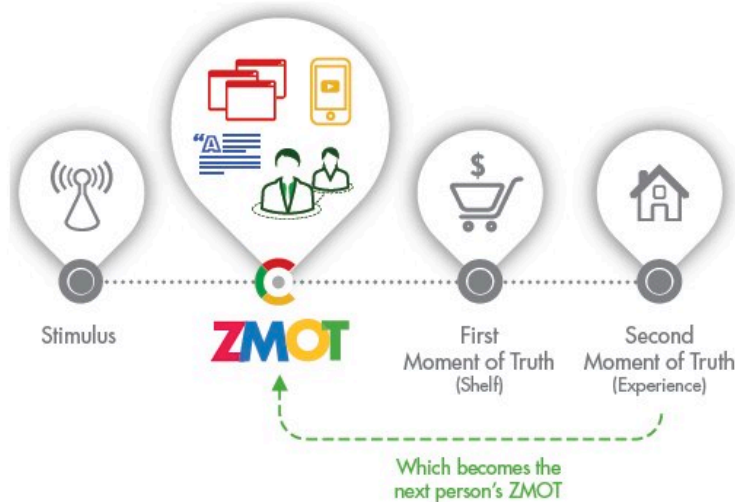 “A
$
Stimulus
ZMOT
First
Moment of Truth
(Shelf)
Second
Moment of Truth
(Experience)
Which becomes the
next person's ZMOT